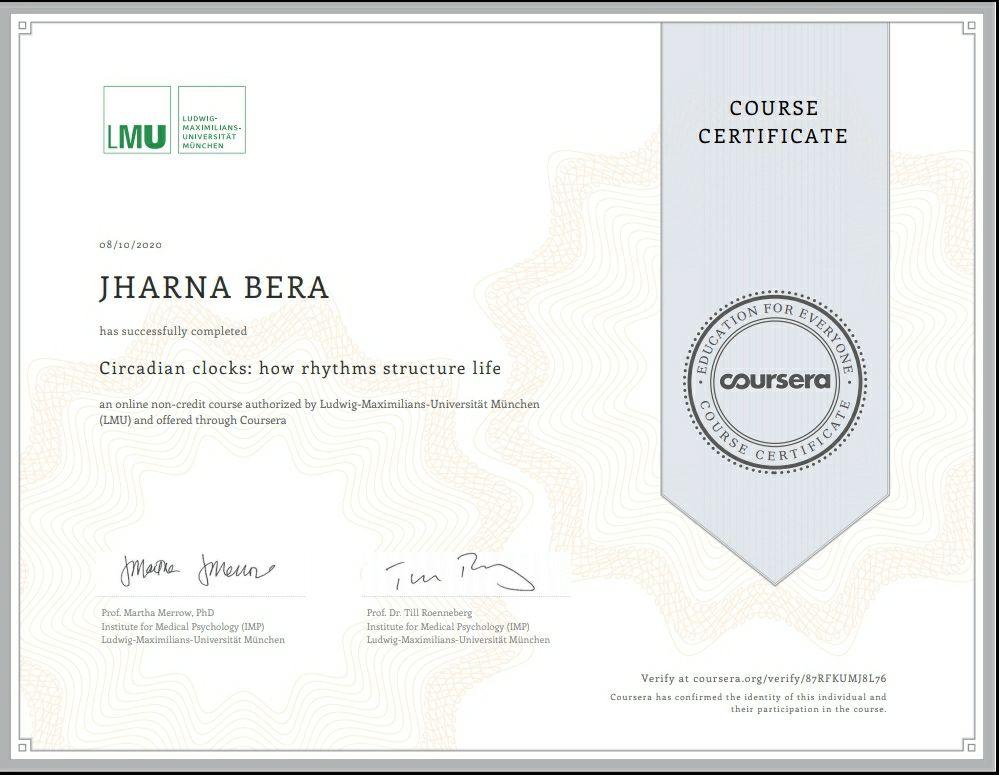 LMU
LUDWIG-
MAXIMILIANS-
UNIVERSITÄT
MÜNCHEN
COURSE
CERTIFICATE
08/10/2020
JHARNA BERA
has successfully completed
Circadian clocks: how rhythms structure life
an online non-credit course authorized by Ludwig-Maximilians-Universität München
(LMU) and offered through Coursera
EDUCATION FOR EVERYONE
coursera
COURSE CERTIFICATE
Prof. Martha Merrow, PhD
Institute for Medical Psychology (IMP)
Ludwig-Maximilians-Universität München
Prof. Dr. Till Roenneberg
Institute for Medical Psychology (IMP)
Ludwig-Maximilians-Universität München
Verify at coursera.org/verify/87RFKUMJ8L76
Coursera has confirmed the identity of this individual and
their participation in the course.